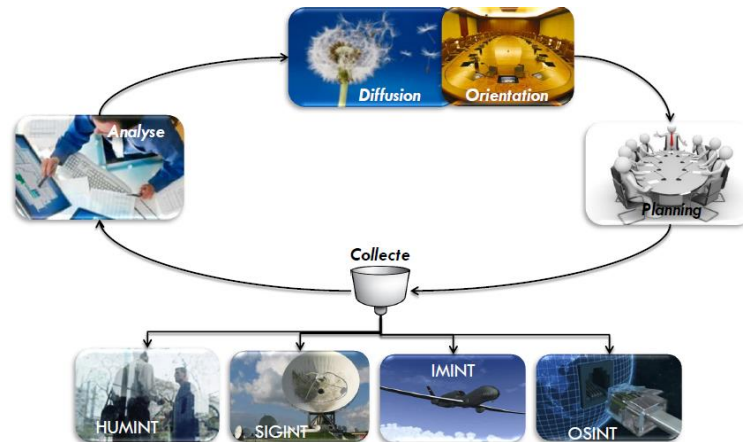 Diffusion
Orientation
Analyse
Planning
Collecte
HUMINT
SIGINT
IMINT
OSINT